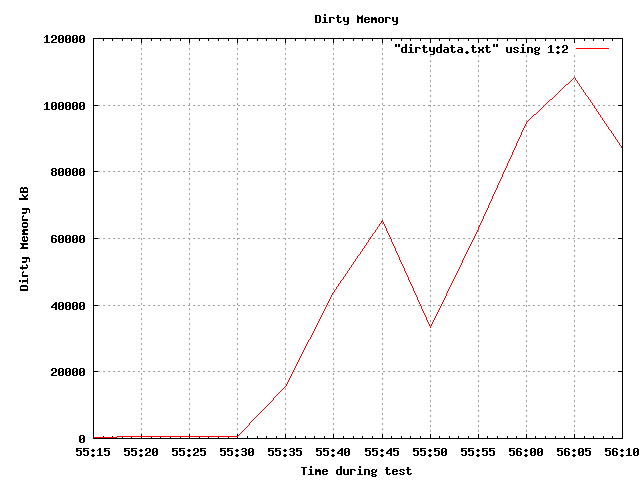 Dirty Memory
"dirtydata.txt" using 1:2
120000
100000
80000
60000
40000
20000
0
Dirty Memory kB
55:15 55:20 55:25 55:30 55:35 55:40 55:45 55:50 55:55 56:00 56:05 56:10
Time during test